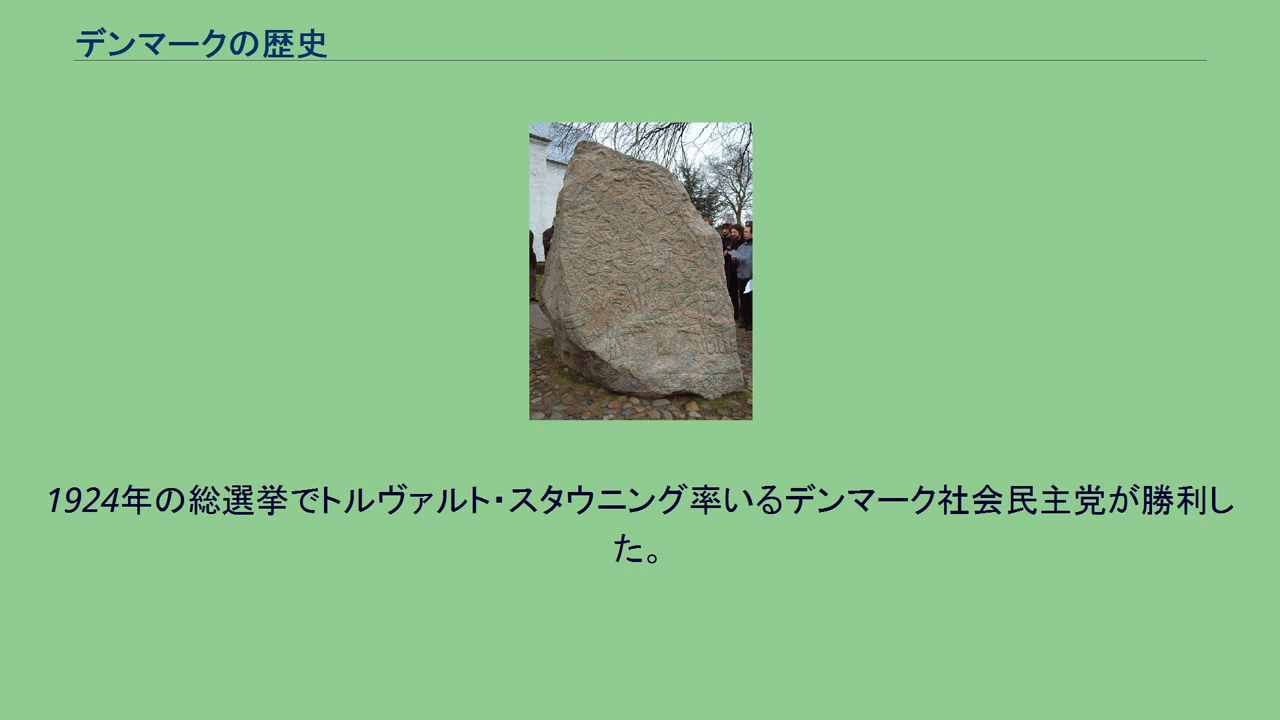 デンマークの歴史
1924年の総選挙でトルヴァルト・スタウニング率いるデンマーク社会民主党が勝利し
た。